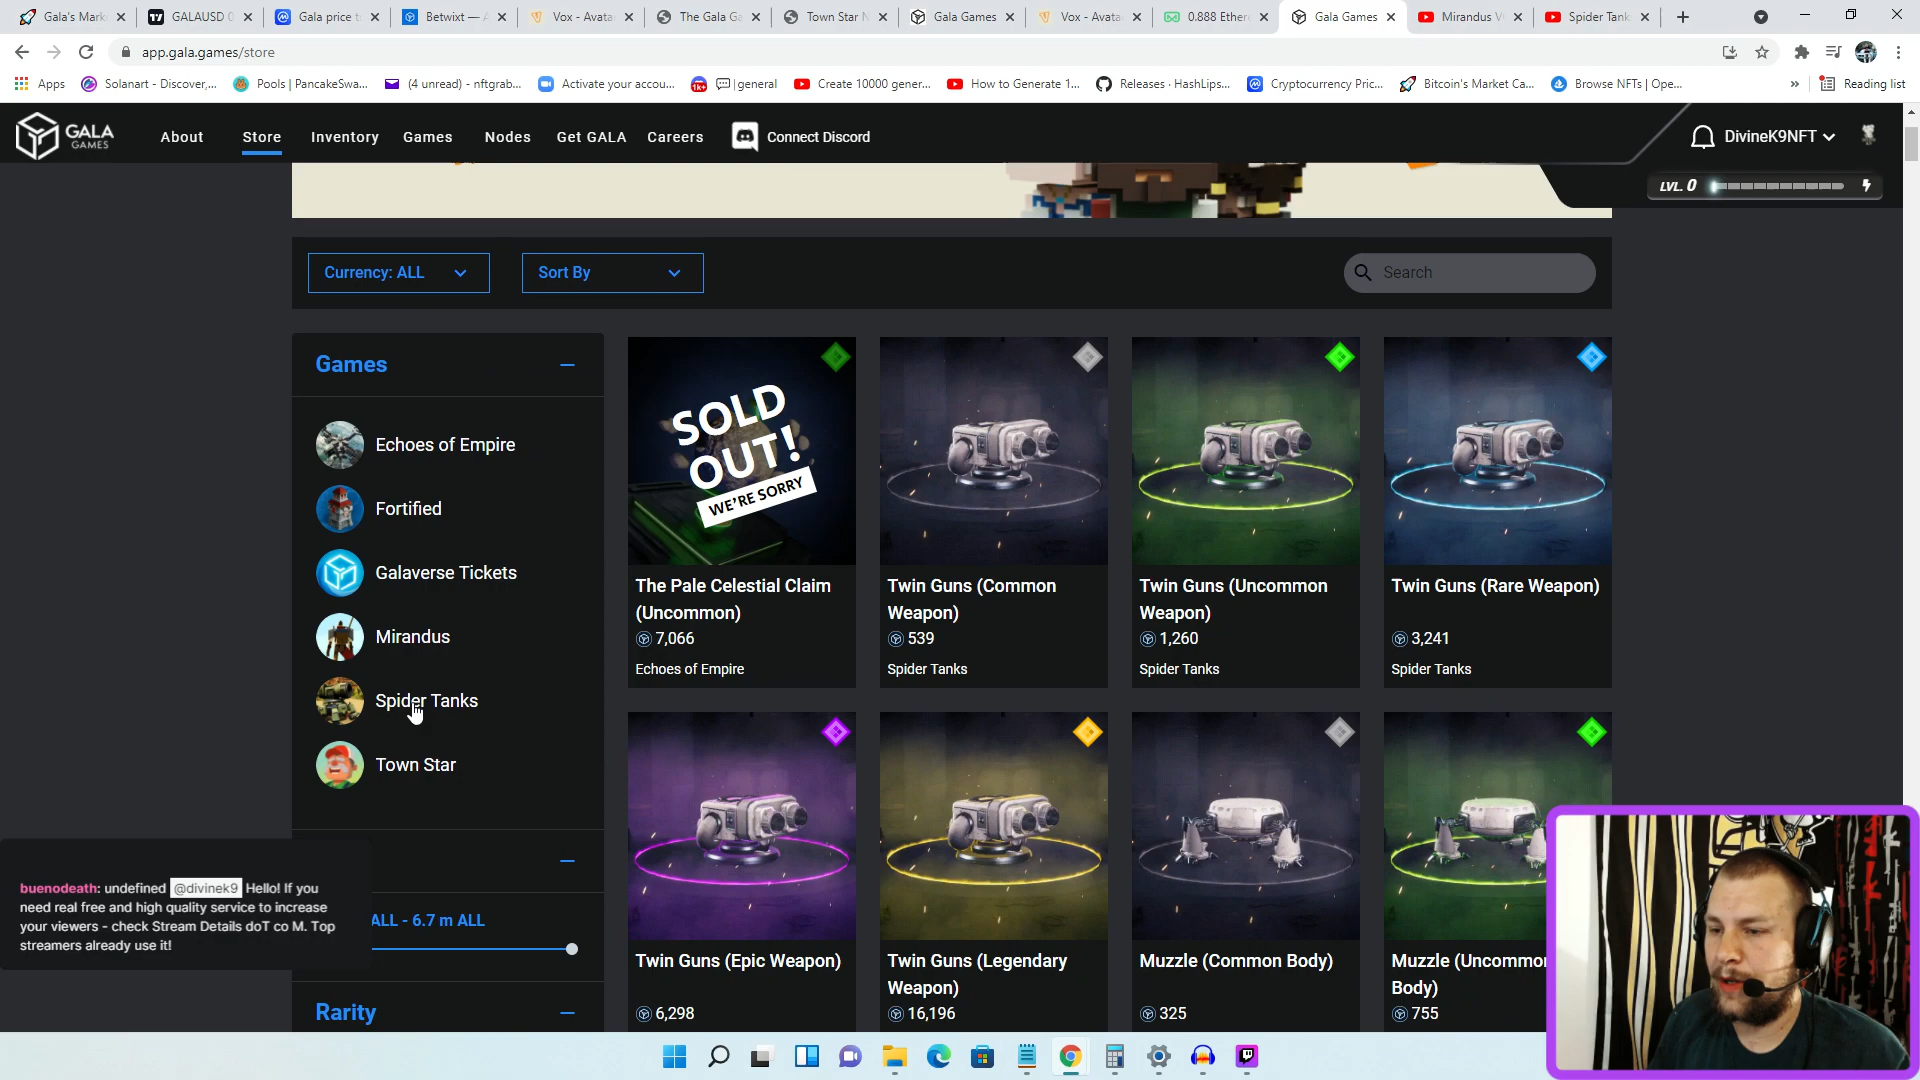 Gala's Mark
GALAUSD 0
Gala price t
Betwixt — A
Vox - Avata
The Gala Ga
Town Star N
Gala Games
Vox - Avata
0.888 Ether
Gala Games
Mirandus V
Spider Tank
app.gala.games/store
Apps
Solanart - Discover,...
Pools | PancakeSwa...
(4 unread) - nftgrab...
Activate your accou...
1k+
|general
Create 10000 gener...
How to Generate 1...
Releases · HashLips...
Cryptocurrency Pric...
Bitcoin's Market Ca...
Browse NFTs | Ope...
»
Reading list
GALA
GAMES
About
Store
Inventory
Games
Nodes
Get GALA
Careers
Connect Discord
DivineK9NFT
LVL. 0
Currency: ALL
Sort By
Search
Games
Echoes of Empire
Fortified
Galaverse Tickets
Mirandus
Spider Tanks
Town Star
ALL - 6.7 m ALL
Rarity
SOLD
OUT!
WE'RE SORRY
The Pale Celestial Claim
(Uncommon)
7,066
Echoes of Empire
Twin Guns (Common
Weapon)
539
Spider Tanks
Twin Guns (Uncommon
Weapon)
1,260
Spider Tanks
Twin Guns (Rare Weapon)
3,241
Spider Tanks
Twin Guns (Epic Weapon)
6,298
Twin Guns (Legendary
Weapon)
16,196
Muzzle (Common Body)
325
Muzzle (Uncommon
Body)
755
buenodeath: undefined @divinek9 Hello! If you
need real free and high quality service to increase
your viewers - check Stream Details doT co M. Top
streamers already use it!